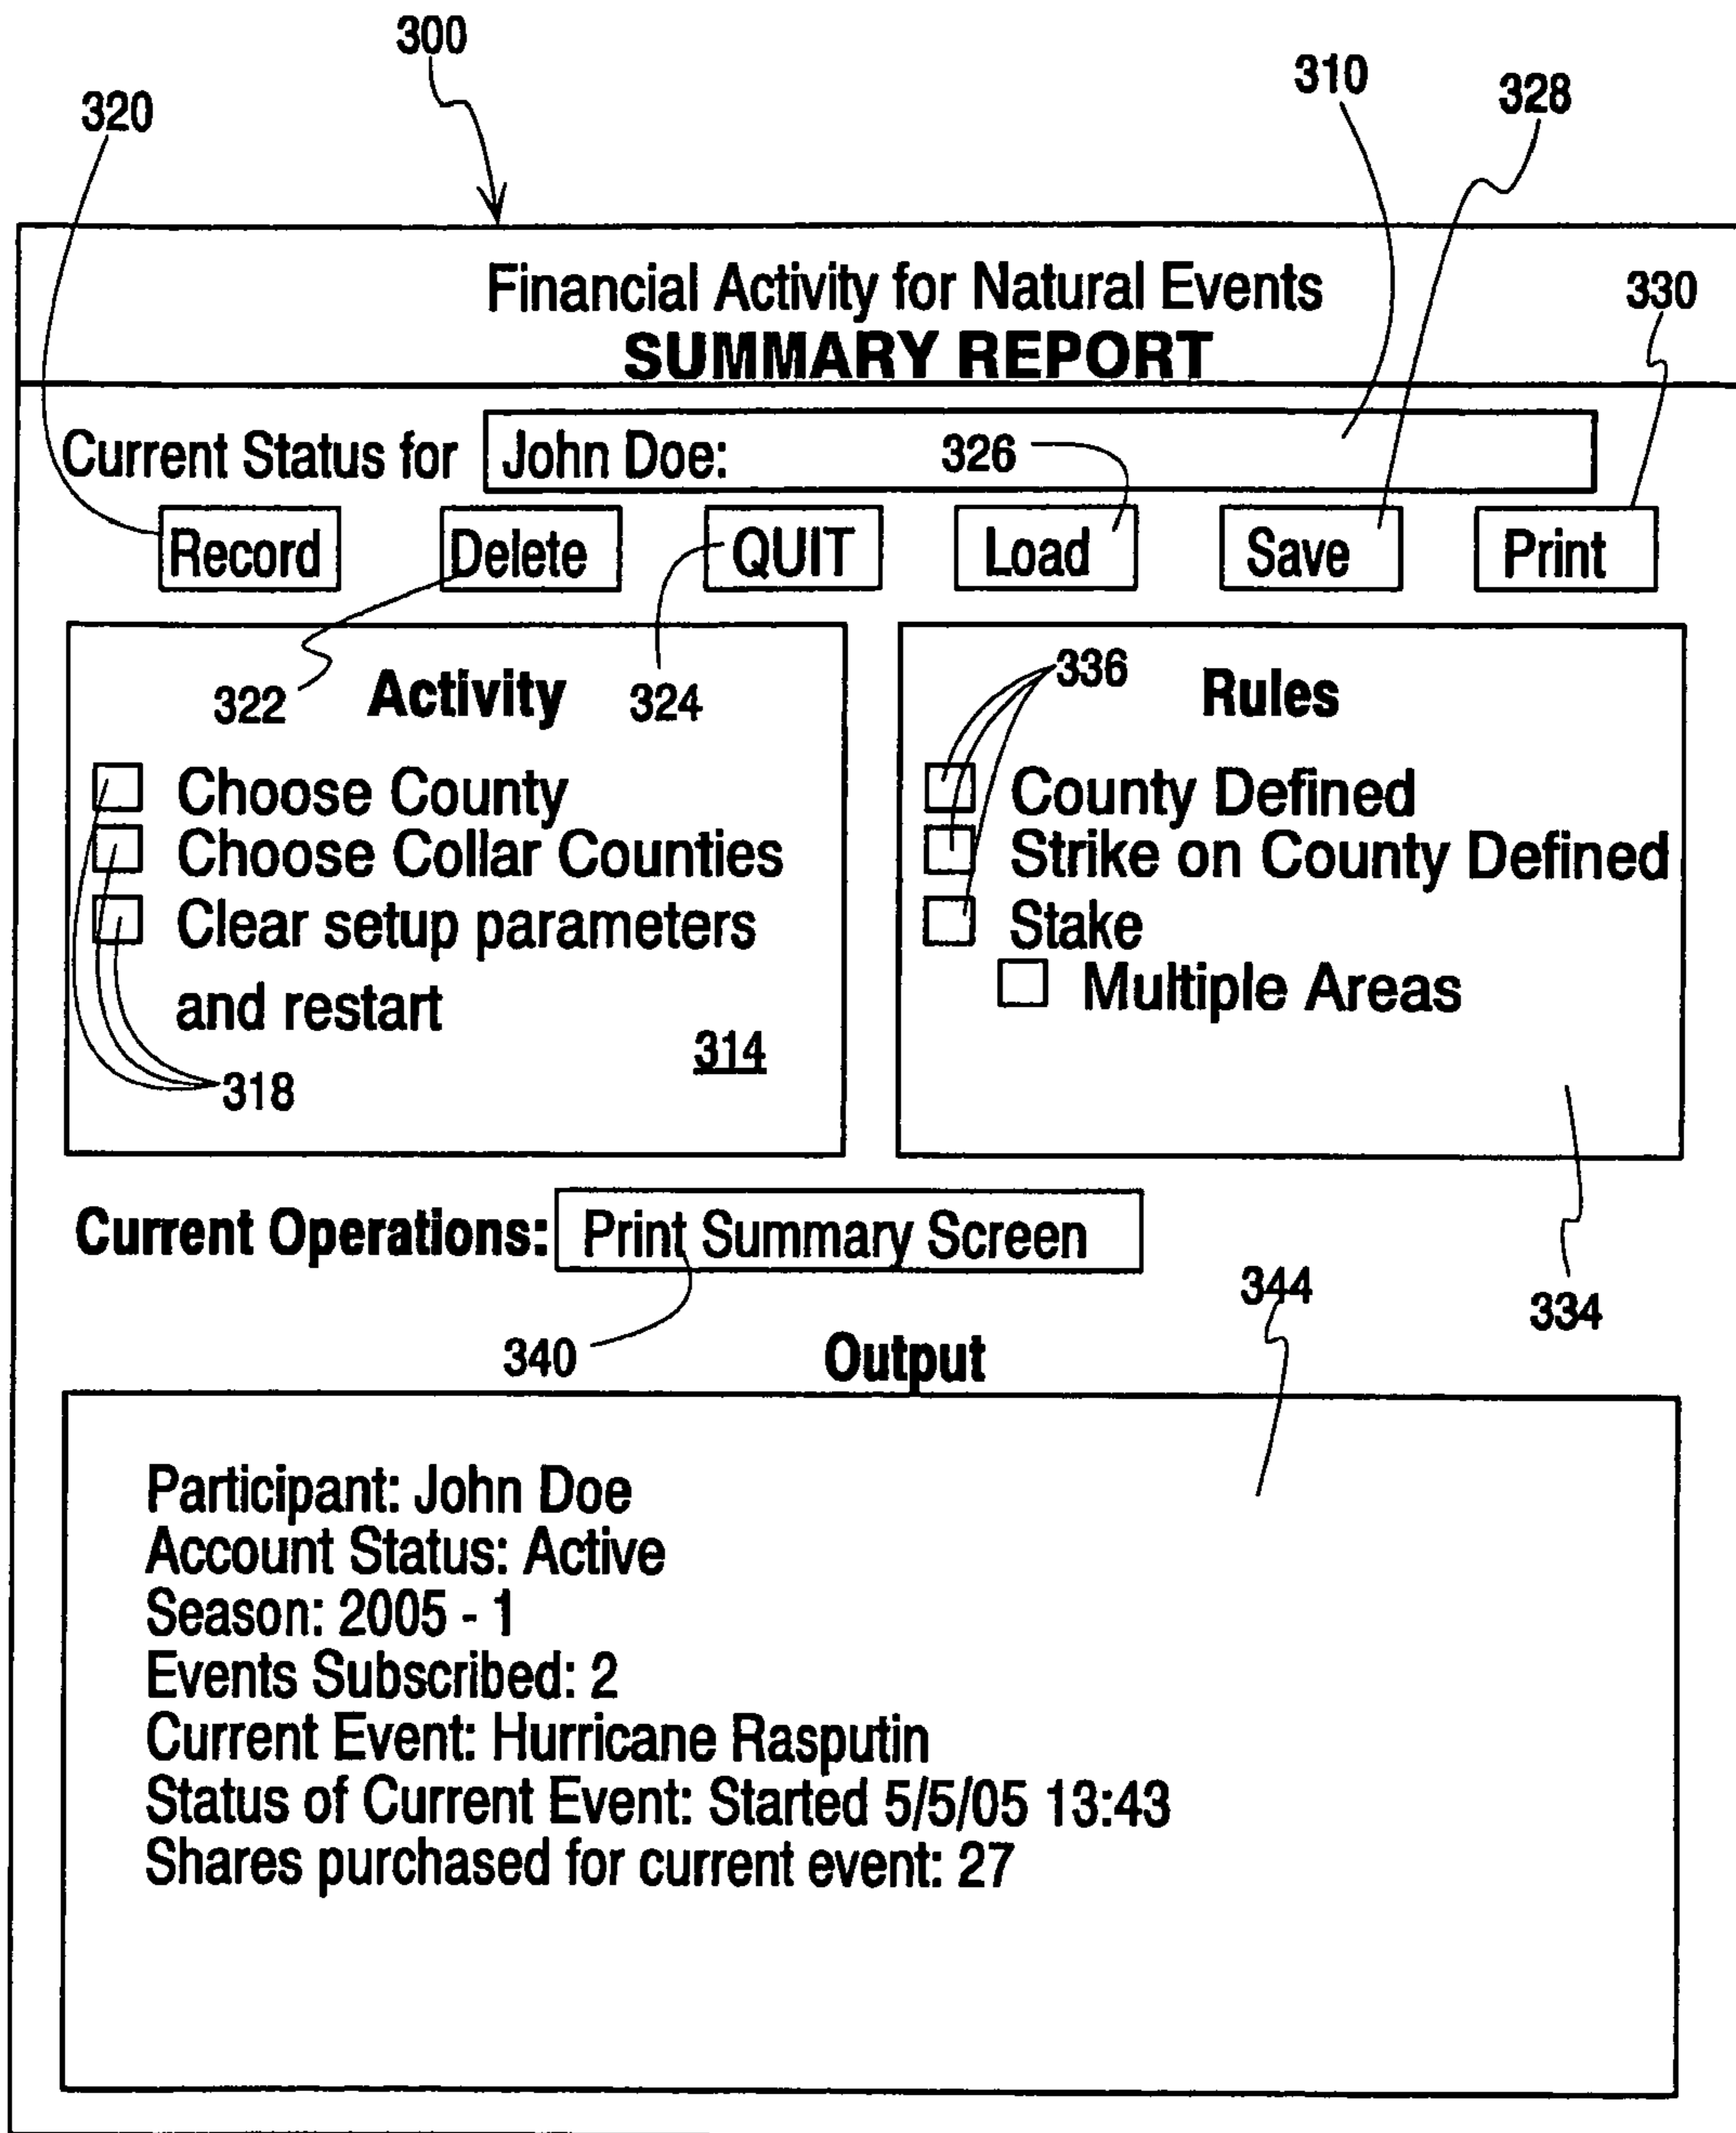 300
310
328
320
Financial Activity for Natural Events
330
SUMMARY REPORT
Current Status for John Doe: 326
Record Delete QUIT Load Save Print
322 Activity 324
Choose County
Choose Collar Counties
Clear setup parameters
and restart
314
318
336 Rules
County Defined
Strike on County Defined
Stake
Multiple Areas
Current Operations: Print Summary Screen
344
334
340
Output
Participant: John Doe
Account Status: Active
Season: 2005 - 1
Events Subscribed: 2
Current Event: Hurricane Rasputin
Status of Current Event: Started 5/5/05 13:43
Shares purchased for current event: 27